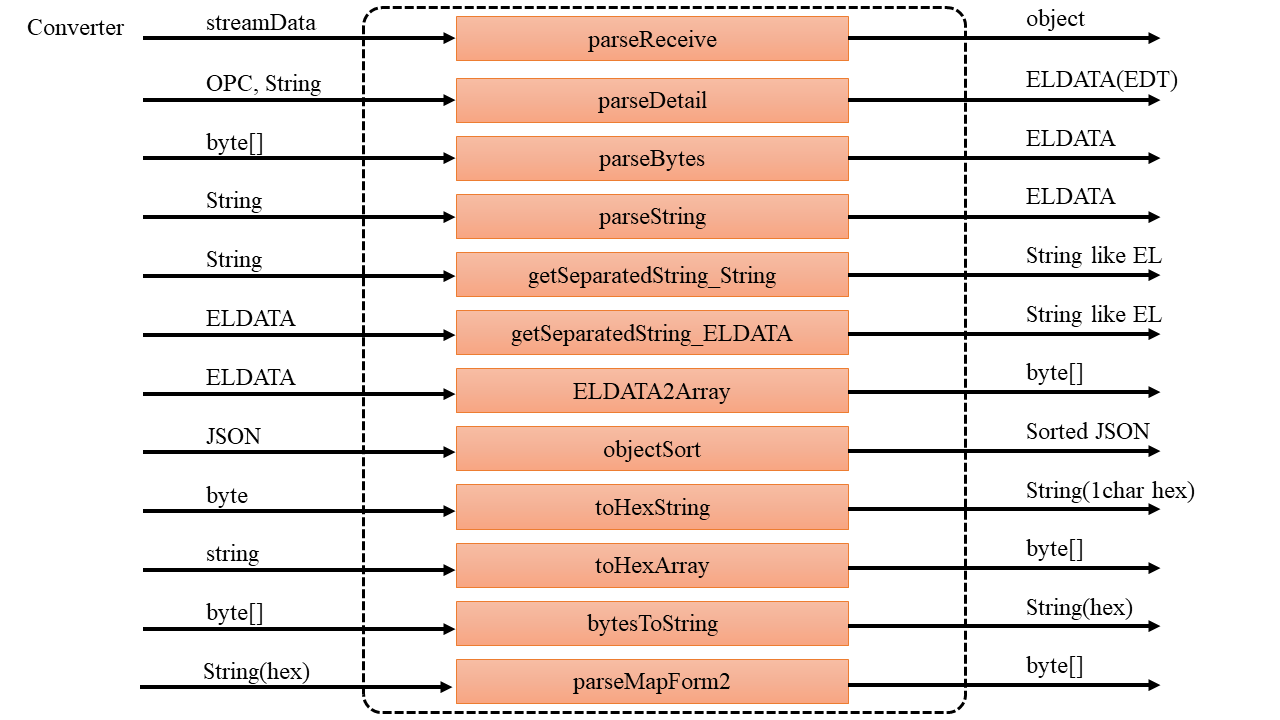 Converter
streamData parseReceive object
OPC, String parseDetail ELDATA(EDT)
byte[] parseBytes ELDATA
String parseString ELDATA
String getSeparatedString_String String like EL
ELDATA getSeparatedString_ELDATA String like EL
ELDATA ELDATA2Array byte[]
JSON objectSort Sorted JSON
byte toHexString String(1char hex)
string toHexArray byte[]
byte[] bytesToString String(hex)
String(hex) parseMapForm2 byte[]